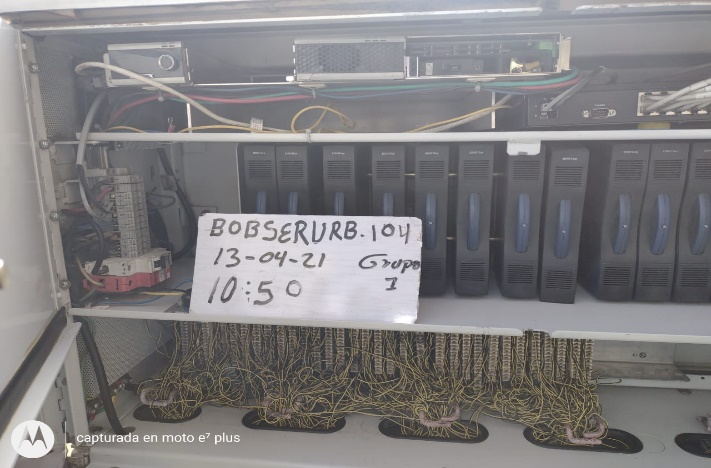 BOBSERURB.104
13-04-21 Grupo
10:50 1
capturada en moto e⁷ plus